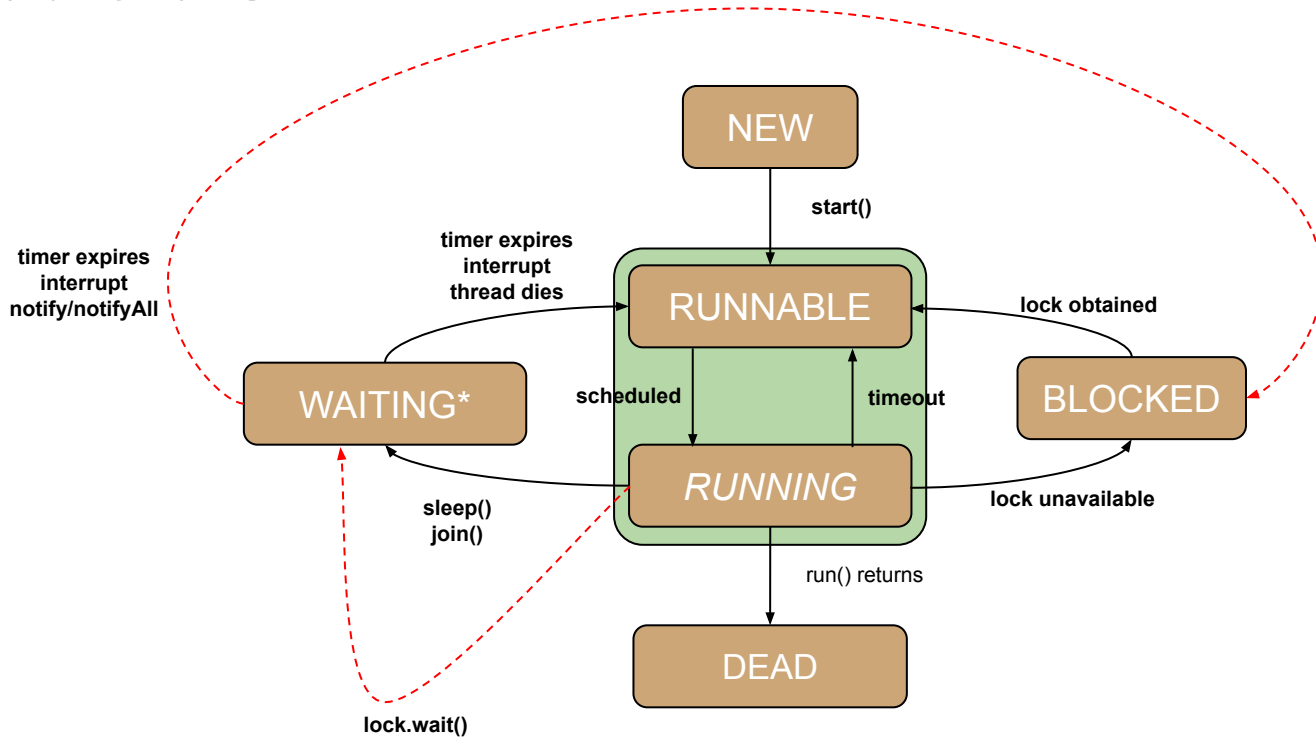 NEW
start()
timer expires
interrupt
notify/notifyAll
timer expires
interrupt
thread dies
RUNNABLE
lock obtained
WAITING*
scheduled
timeout
BLOCKED
RUNNING
sleep()
join()
lock unavailable
run() returns
DEAD
lock.wait()